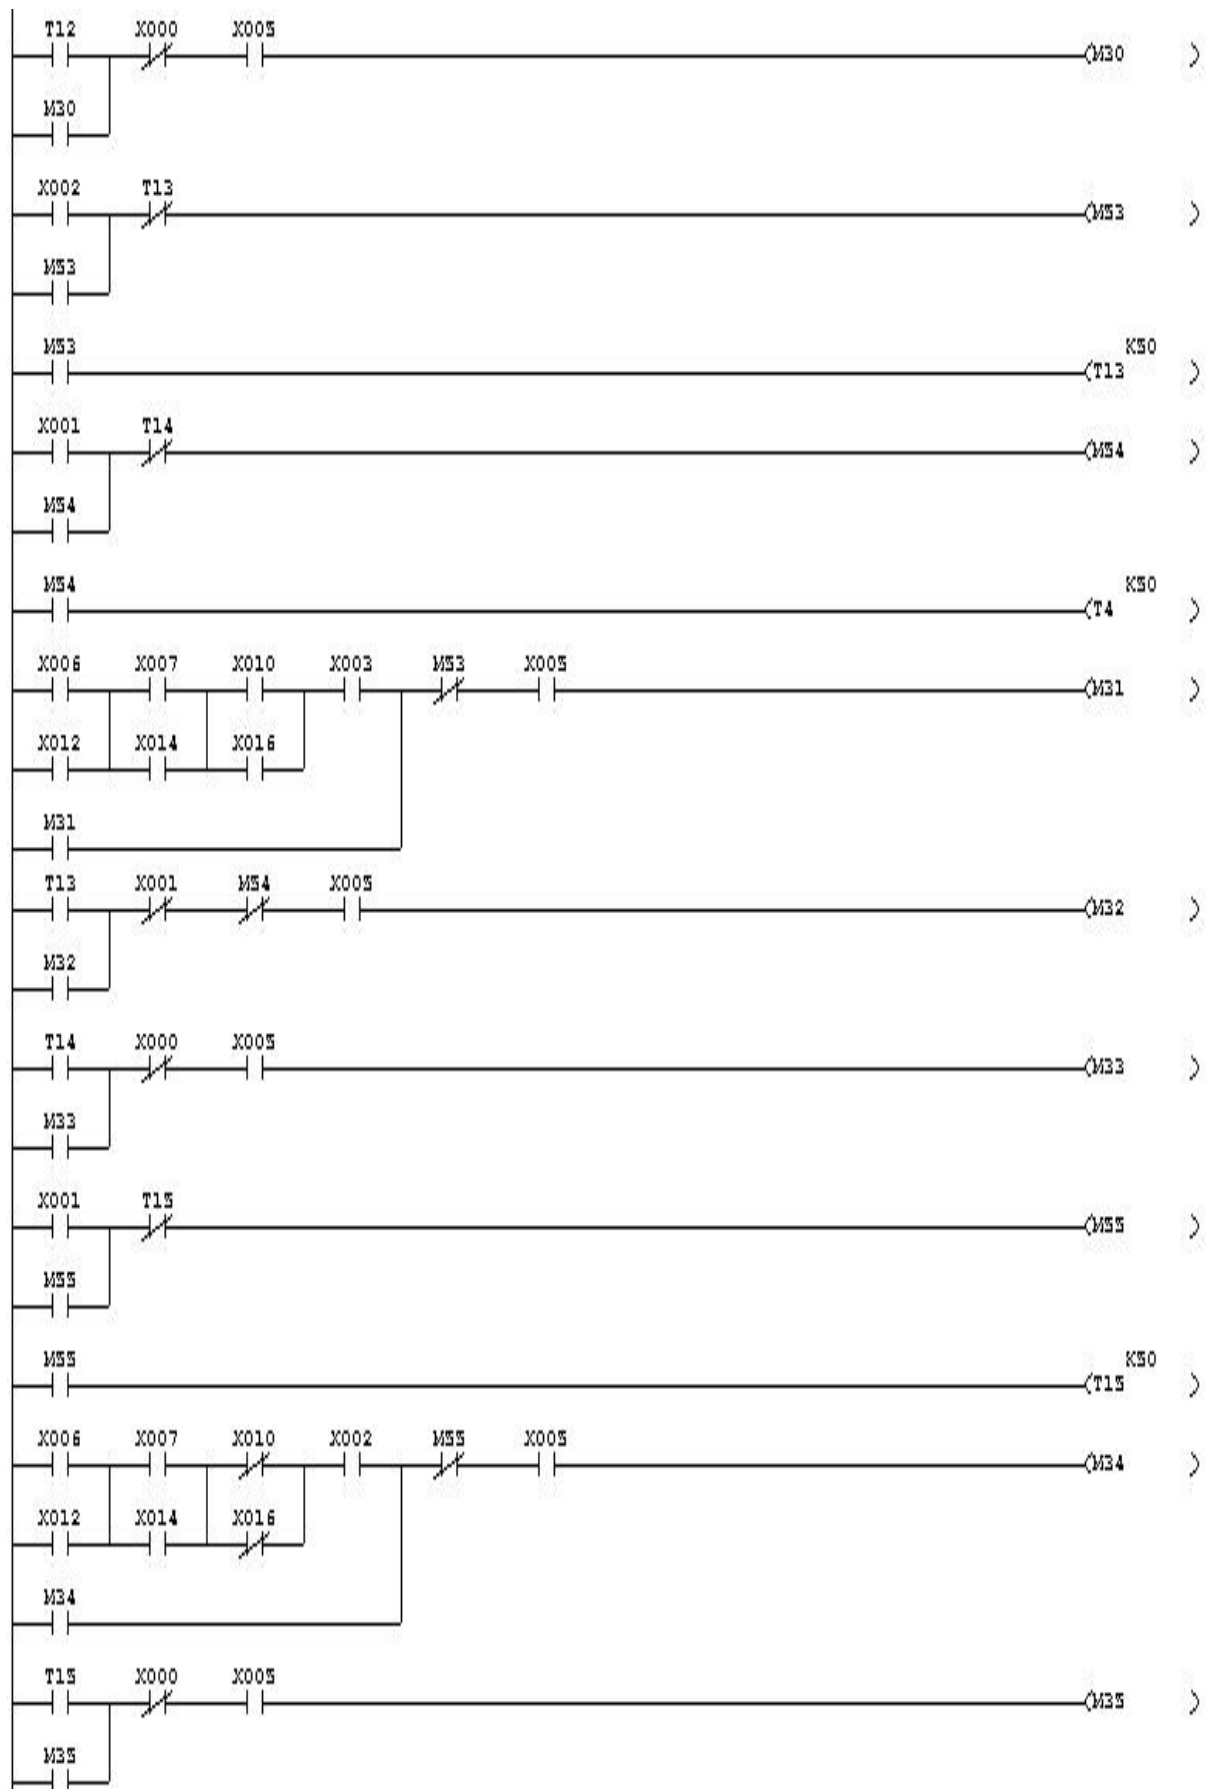 T12 X000 X005
(M30 )
M30
X002 T13
(M53 )
M53
M53 K50
(T13 )
X001 T14
(M54 )
M54
M54 K50
(T4 )
X006 X007 X010 X003 M53 X005
(M31 )
X012 X014 X016
M31
T13 X001 M54 X005
(M32 )
M32
T14 X000 X005
(M33 )
M33
X001 T15
(M55 )
M55
M55 K50
(T15 )
X006 X007 X010 X002 M55 X005
(M34 )
X012 X014 X016
M34
T15 X000 X005
(M35 )
M35